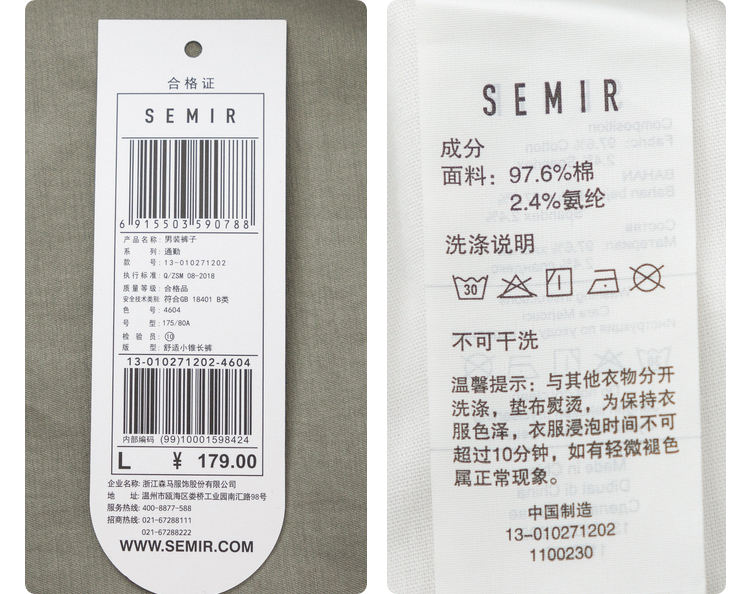 合格证
SEMIR
6 915503 590788
产品名称: 男装裤子
系 列: 通勤
款 号: 13-010271202
执行标准: Q/ZSM 08-2018
质量等级: 合格品
安全技术类别: 符合GB 18401 B类
色 号: 4604
号 型: 175/80A
检 验 员: 10
版 型: 舒适小锥长裤
13-010271202-4604
内部编码 (99)10001598424
L ¥ 179.00
企业名称: 浙江森马服饰股份有限公司
地 址: 温州市瓯海区娄桥工业园南汇路98号
服务热线: 400-8877-588
招商热线: 021-67288111
021-67288222
WWW.SEMIR.COM
SEMIR
成分
面料: 97.6%棉
2.4%氨纶
洗涤说明
30
不可干洗
温馨提示: 与其他衣物分开
洗涤, 垫布熨烫, 为保持衣
服色泽, 衣服浸泡时间不可
超过10分钟, 如有轻微褪色
属正常现象。
中国制造
13-010271202
1100230